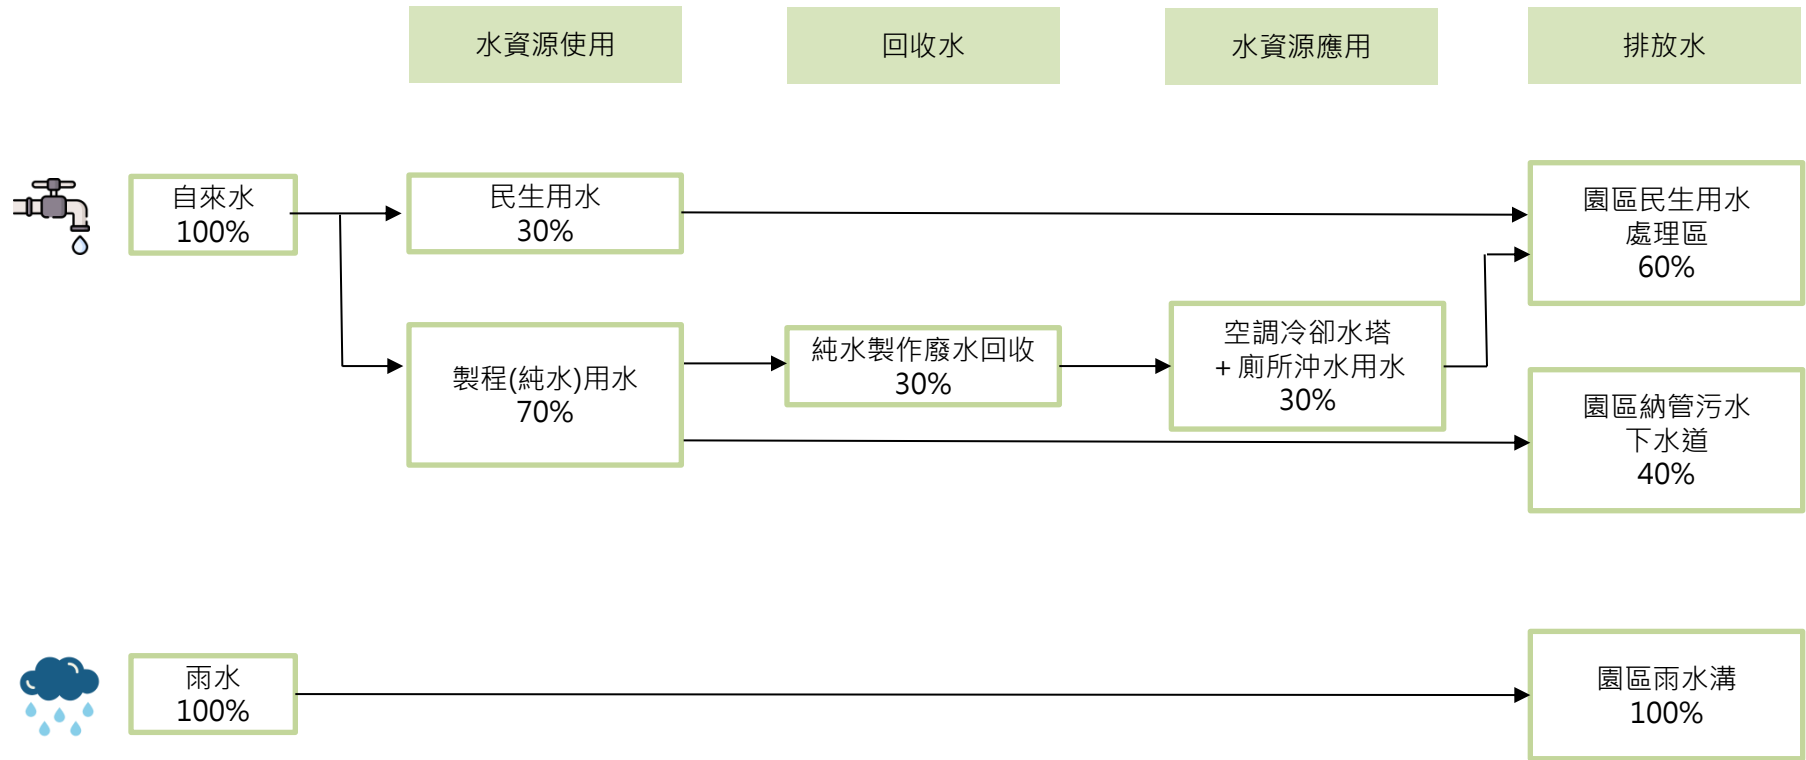 水資源使用
回收水
水資源應用
排放水
自來水
100%
民生用水
30%
園區民生用水
處理區
60%
製程(純水)用水
70%
純水製作廢水回收
30%
空調冷卻水塔
+ 廁所沖水用水
30%
園區納管污水
下水道
40%
雨水
100%
園區雨水溝
100%